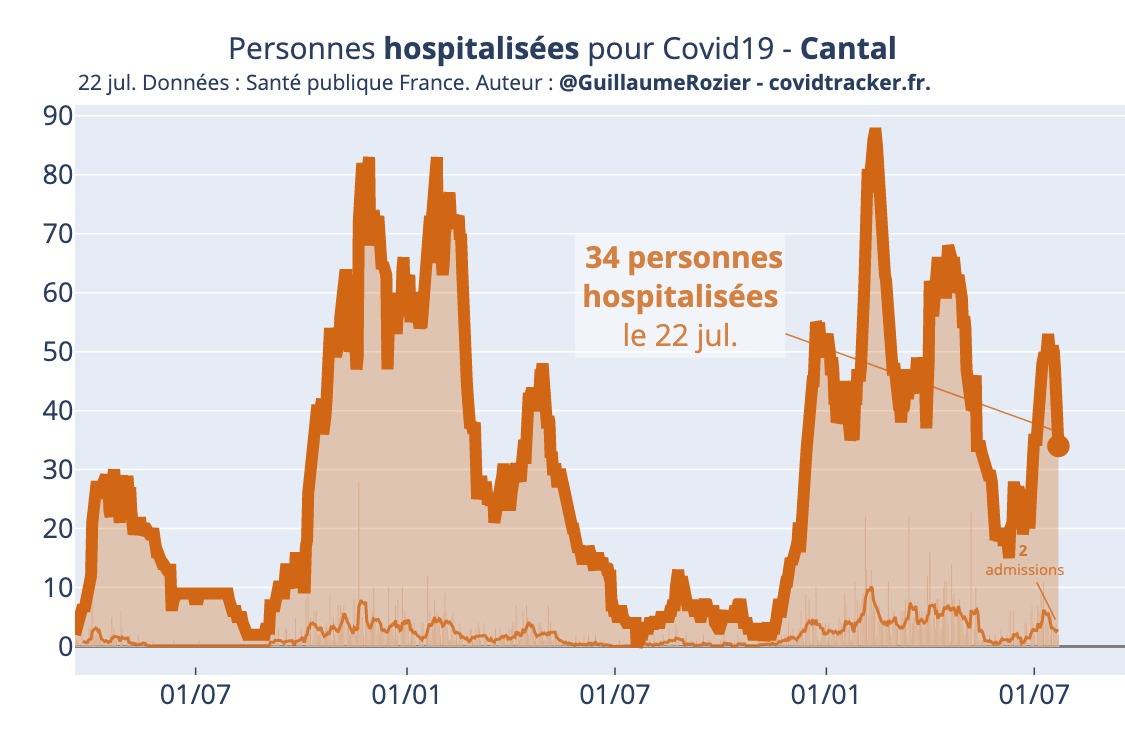 Personnes hospitalisées pour Covid19 - Cantal
22 jul. Données : Santé publique France. Auteur : @GuillaumeRozier - covidtracker.fr.
90
80
70
60
50
40
30
20
10
0
34 personnes
hospitalisées
le 22 jul.
2
admissions
01/07
01/01
01/07
01/01
01/07